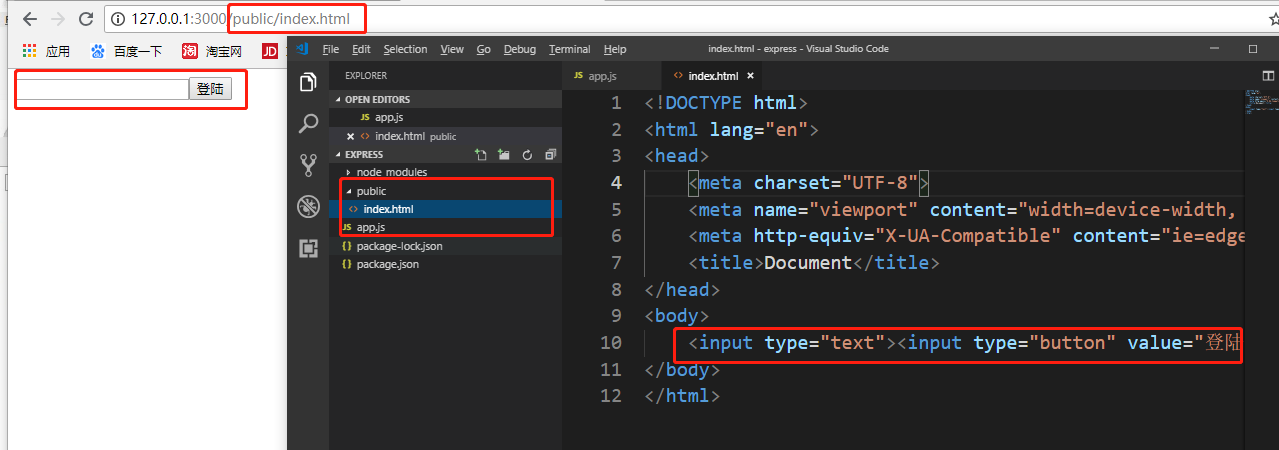 127.0.0.1:3000/public/index.html
应用 百度一下 淘宝网 JD
登陆
File Edit Selection View Go Debug Terminal Help index.html - express - Visual Studio Code
EXPLORER
OPEN EDITORS
JS app.js
<> index.html public
EXPRESS
node_modules
public
<> index.html
JS app.js
{} package-lock.json
{} package.json
JS app.js <> index.html
1 <!DOCTYPE html>
2 <html lang="en">
3 <head>
4 <meta charset="UTF-8">
5 <meta name="viewport" content="width=device-width,
6 <meta http-equiv="X-UA-Compatible" content="ie=edge
7 <title>Document</title>
8 </head>
9 <body>
10 <input type="text"><input type="button" value="登陆
11 </body>
12 </html>